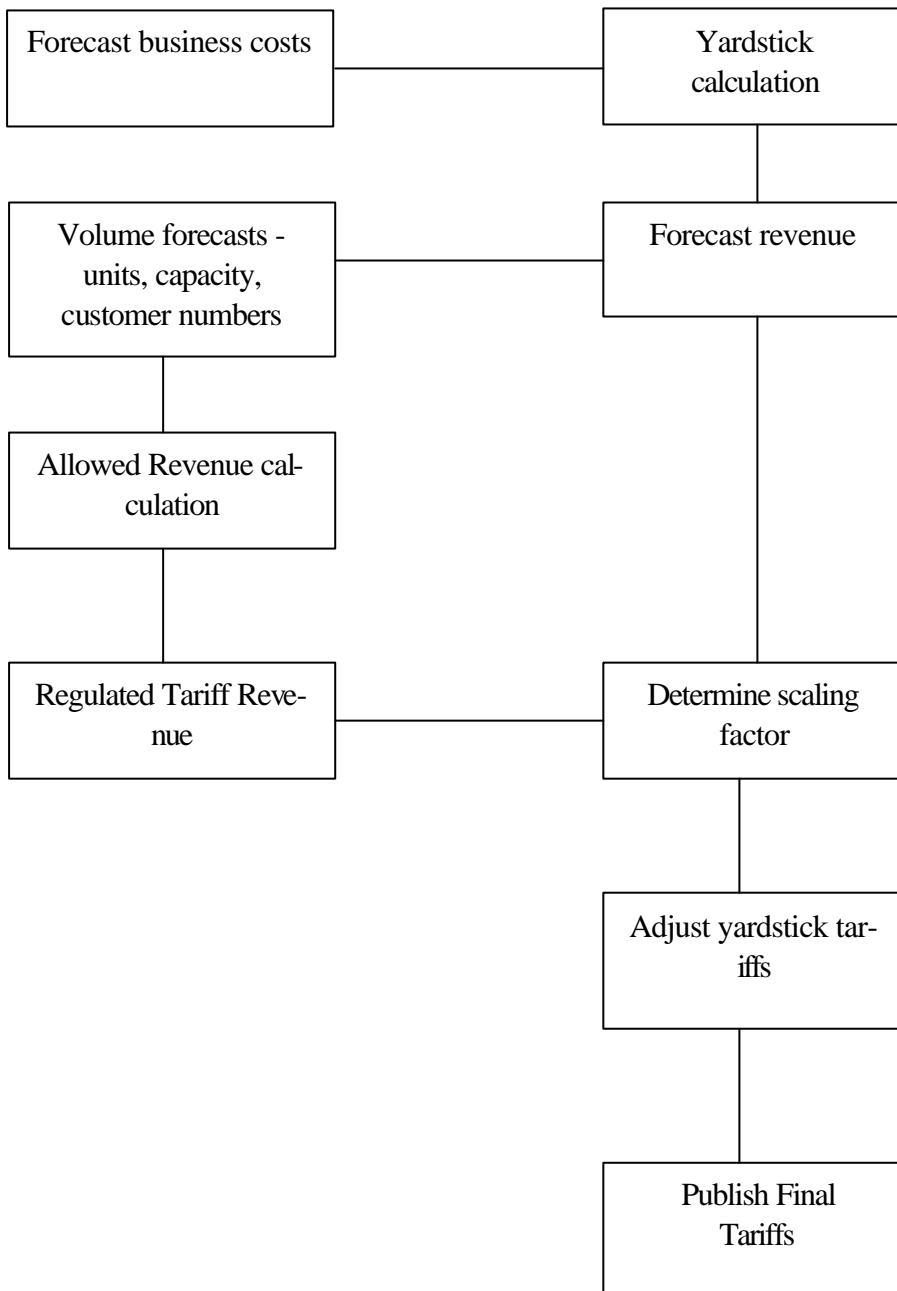 Forecast business costs
Yardstick
calculation
Volume forecasts -
units, capacity,
customer numbers
Forecast revenue
Allowed Revenue cal-
culation
Regulated Tariff Reve-
nue
Determine scaling
factor
Adjust yardstick tar-
iffs
Publish Final
Tariffs